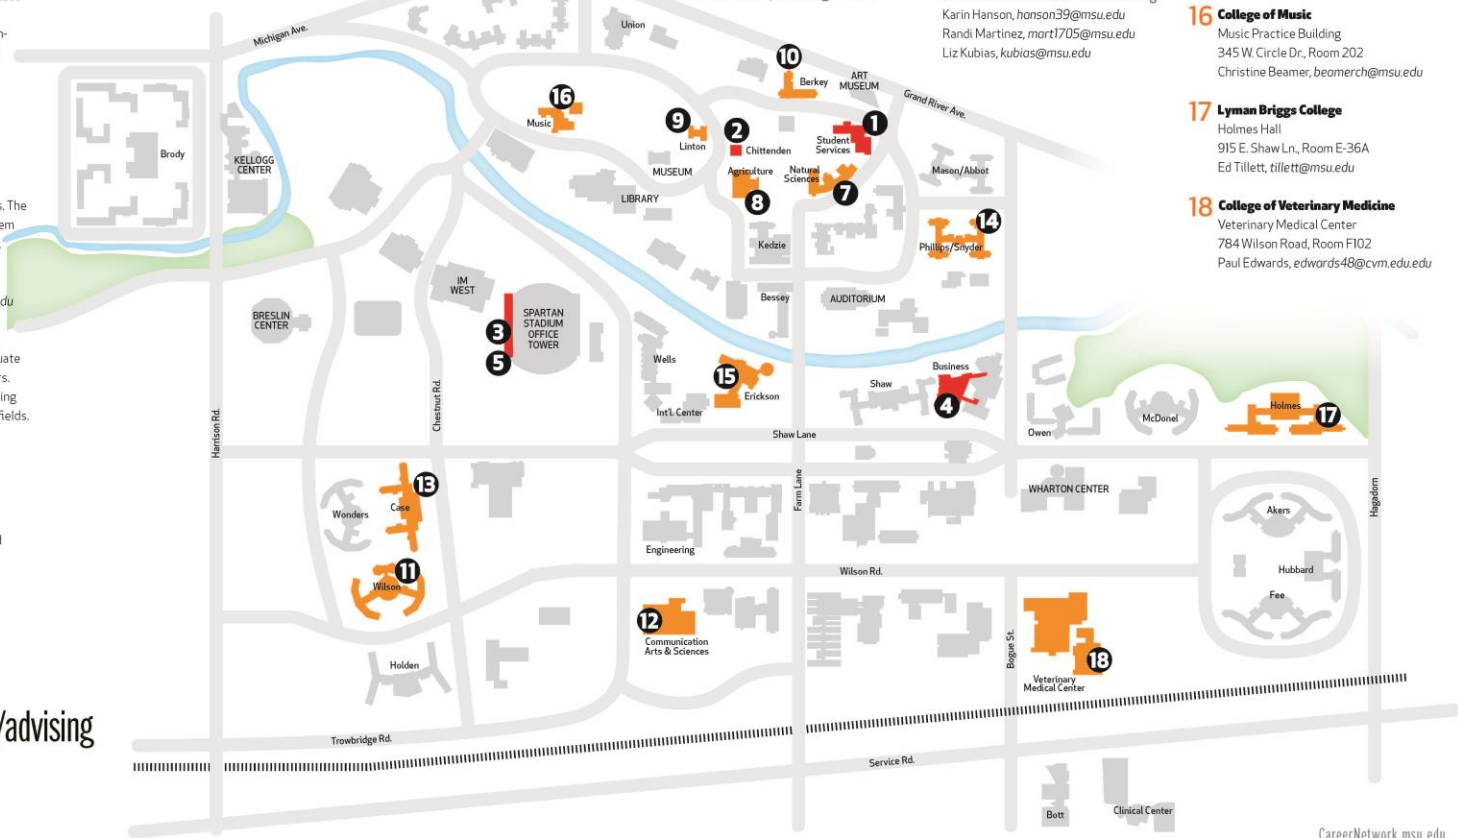 s. The
em
du
uate
rs.
ing
fields.
/advising
Karin Hanson, hanson39@msu.edu
Randi Martinez, mart1705@msu.edu
Liz Kubias, kubias@msu.edu
16 College of Music
Music Practice Building
345 W. Circle Dr., Room 202
Christine Beamer, beamerch@msu.edu
17 Lyman Briggs College
Holmes Hall
915 E. Shaw Ln., Room E-36A
Ed Tillett, tillett@msu.edu
18 College of Veterinary Medicine
Veterinary Medical Center
784 Wilson Road, Room F102
Paul Edwards, edwards48@cvm.edu.edu
Michigan Ave.
Union
10
Berkey
ART
MUSEUM
Grand River Ave.
16
Music
9
Linton
2
Chittenden
1
Student
Services
Brody
KELLOGG
CENTER
MUSEUM
Agriculture
8
Natural
Sciences
7
Mason/Abbot
LIBRARY
14
Phillips/Snyder
Kedzie
IM
WEST
Bessey
AUDITORIUM
BRESLIN
CENTER
3
5
SPARTAN
STADIUM
OFFICE
TOWER
Wells
15
Erickson
Int'l. Center
Shaw
Business
4
Owen
McDonel
Holmes
17
Harrison Rd.
Chestnut Rd.
Shaw Lane
Farm Lane
13
Case
Wonders
WHARTON CENTER
Hagadorn
Akers
Engineering
11
Wilson
Wilson Rd.
Hubbard
Fee
12
Communication
Arts & Sciences
Holden
Bogue St.
18
Veterinary
Medical Center
Trowbridge Rd.
Service Rd.
Bott
Clinical Center
CareerNetwork.msu.edu